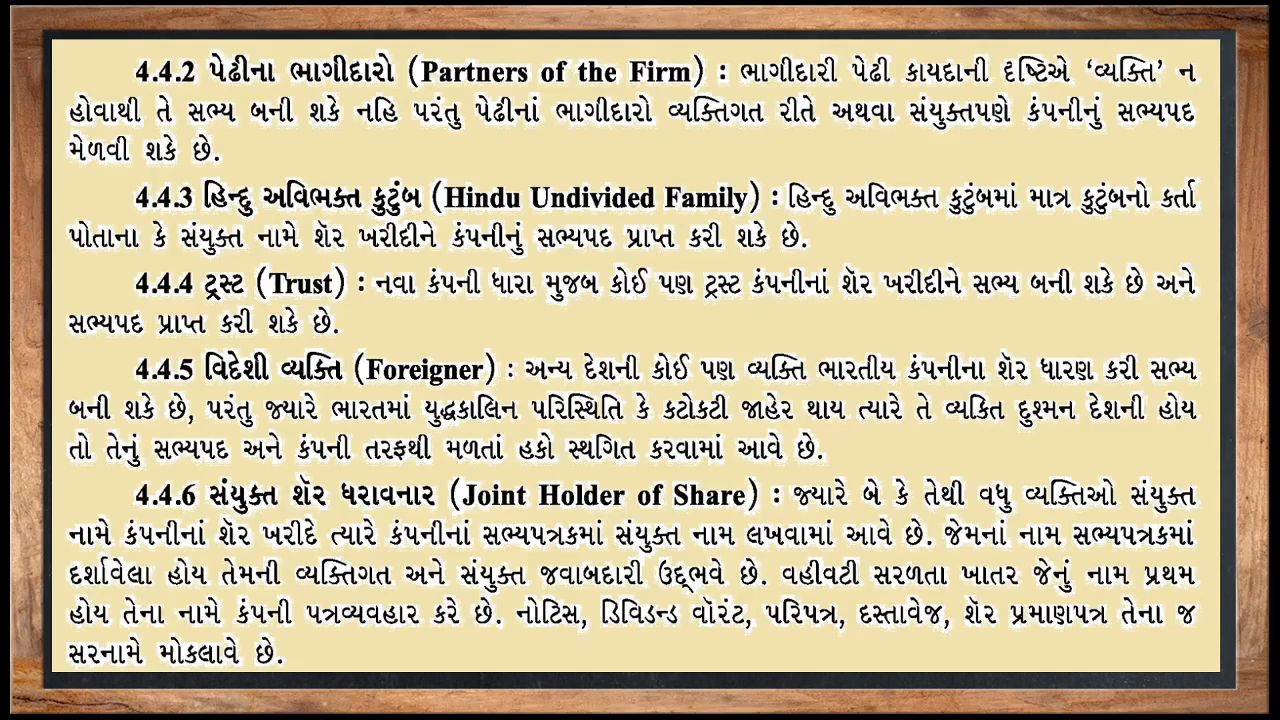 4.4.2 પેઢીના ભાગીદારો (Partners of the Firm) : ભાગીદારી પેઢી કાયદાની દૃષ્ટિએ ‘વ્યક્તિ’ ન
હોવાથી તે સભ્ય બની શકે નહિ પરંતુ પેઢીનાં ભાગીદારો વ્યક્તિગત રીતે અથવા સંયુક્તપણે કંપનીનું સભ્યપદ
મેળવી શકે છે.
4.4.3 હિન્દુ અવિભક્ત કુટુંબ (Hindu Undivided Family) : હિન્દુ અવિભક્ત કુટુંબમાં માત્ર કુટુંબનો કર્તા
પોતાના કે સંયુક્ત નામે શૅર ખરીદીને કંપનીનું સભ્યપદ પ્રાપ્ત કરી શકે છે.
4.4.4 ટ્રસ્ટ (Trust) : નવા કંપની ધારા મુજબ કોઈ પણ ટ્રસ્ટ કંપનીનાં શૅર ખરીદીને સભ્ય બની શકે છે અને
સભ્યપદ પ્રાપ્ત કરી શકે છે.
4.4.5 વિદેશી વ્યક્તિ (Foreigner) : અન્ય દેશની કોઈ પણ વ્યક્તિ ભારતીય કંપનીના શૅર ધારણ કરી સભ્ય
બની શકે છે, પરંતુ જ્યારે ભારતમાં યુદ્ધકાલિન પરિસ્થિતિ કે કટોકટી જાહેર થાય ત્યારે તે વ્યકિત દુશ્મન દેશની હોય
તો તેનું સભ્યપદ અને કંપની તરફથી મળતાં હકો સ્થગિત કરવામાં આવે છે.
4.4.6 સંયુક્ત શૅર ધરાવનાર (Joint Holder of Share) : જ્યારે બે કે તેથી વધુ વ્યક્તિઓ સંયુક્ત
નામે કંપનીનાં શૅર ખરીદે ત્યારે કંપનીનાં સભ્યપત્રકમાં સંયુક્ત નામ લખવામાં આવે છે. જેમનાં નામ સભ્યપત્રકમાં
દર્શાવેલા હોય તેમની વ્યક્તિગત અને સંયુક્ત જવાબદારી ઉદ્ભવે છે. વહીવટી સરળતા ખાતર જેનું નામ પ્રથમ
હોય તેના નામે કંપની પત્રવ્યવહાર કરે છે. નોટિસ, ડિવિડન્ડ વૉરંટ, પરિપત્ર, દસ્તાવેજ, શૅર પ્રમાણપત્ર તેના જ
સરનામે મોકલાવે છે.